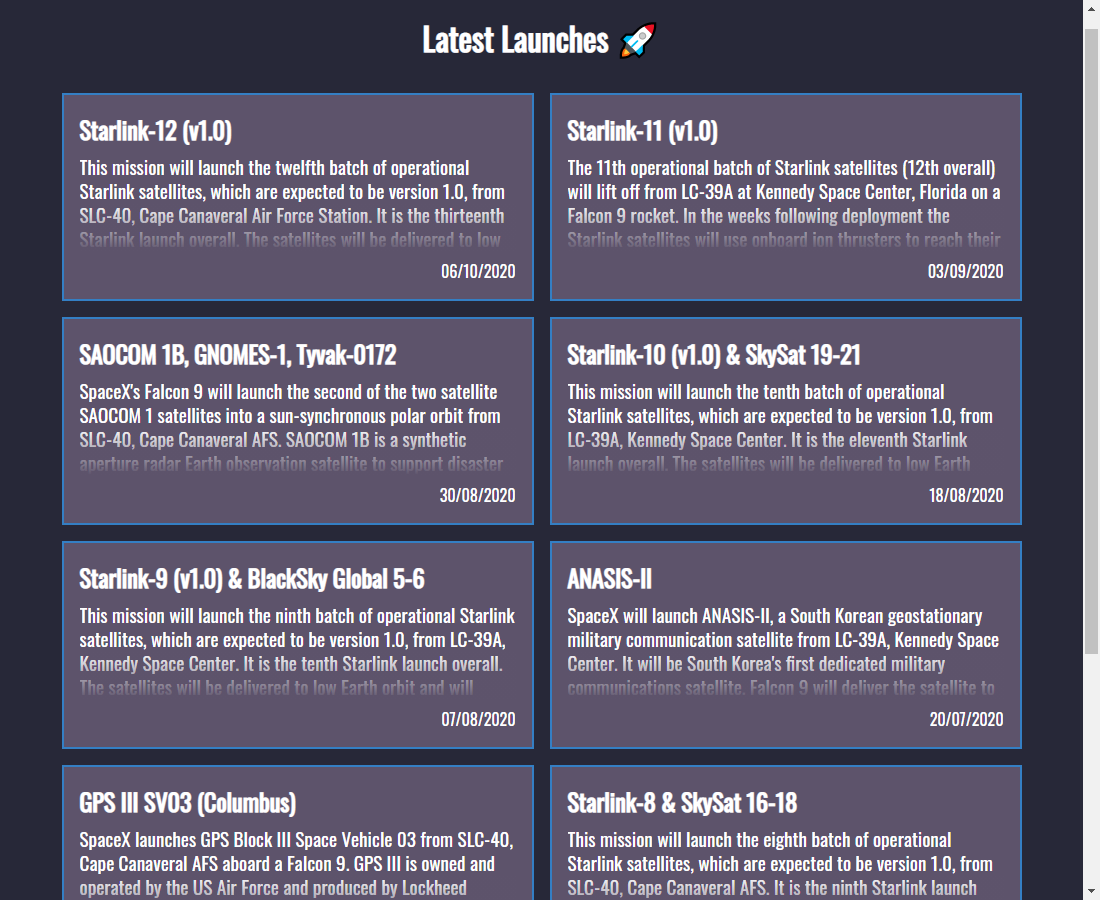 Latest Launches 🚀
Starlink-12 (v1.0)
This mission will launch the twelfth batch of operational
Starlink satellites, which are expected to be version 1.0, from
SLC-40, Cape Canaveral Air Force Station. It is the thirteenth
Starlink launch overall. The satellites will be delivered to low
06/10/2020
Starlink-11 (v1.0)
The 11th operational batch of Starlink satellites (12th overall)
will lift off from LC-39A at Kennedy Space Center, Florida on a
Falcon 9 rocket. In the weeks following deployment the
Starlink satellites will use onboard ion thrusters to reach their
03/09/2020
SAOCOM 1B, GNOMES-1, Tyvak-0172
SpaceX's Falcon 9 will launch the second of the two satellite
SAOCOM 1 satellites into a sun-synchronous polar orbit from
SLC-40, Cape Canaveral AFS. SAOCOM 1B is a synthetic
aperture radar Earth observation satellite to support disaster
30/08/2020
Starlink-10 (v1.0) & SkySat 19-21
This mission will launch the tenth batch of operational
Starlink satellites, which are expected to be version 1.0, from
LC-39A, Kennedy Space Center. It is the eleventh Starlink
launch overall. The satellites will be delivered to low Earth
18/08/2020
Starlink-9 (v1.0) & BlackSky Global 5-6
This mission will launch the ninth batch of operational Starlink
satellites, which are expected to be version 1.0, from LC-39A,
Kennedy Space Center. It is the tenth Starlink launch overall.
The satellites will be delivered to low Earth orbit and will
07/08/2020
ANASIS-II
SpaceX will launch ANASIS-II, a South Korean geostationary
military communication satellite from LC-39A, Kennedy Space
Center. It will be South Korea's first dedicated military
communications satellite. Falcon 9 will deliver the satellite to
20/07/2020
GPS III SV03 (Columbus)
SpaceX launches GPS Block III Space Vehicle 03 from SLC-40,
Cape Canaveral AFS aboard a Falcon 9. GPS III is owned and
operated by the US Air Force and produced by Lockheed
Starlink-8 & SkySat 16-18
This mission will launch the eighth batch of operational
Starlink satellites, which are expected to be version 1.0, from
SLC-40, Cape Canaveral AFS. It is the ninth Starlink launch